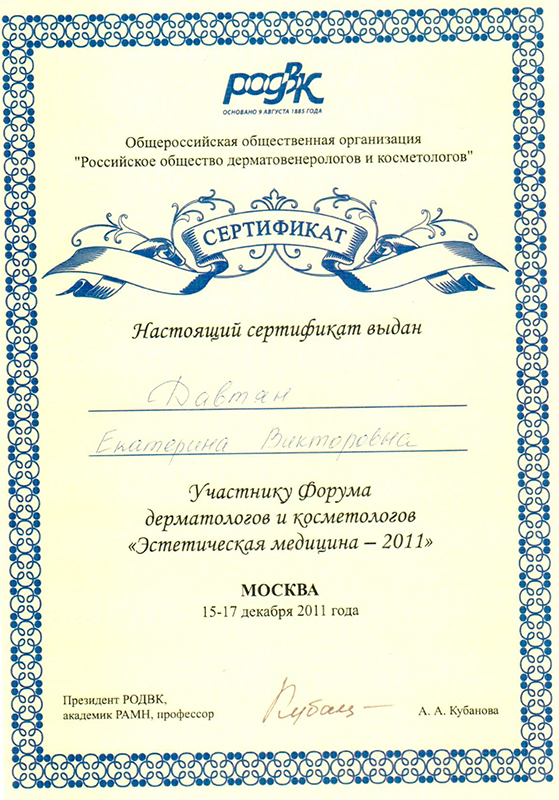 РОДВК
ОСНОВАНО 9 АВГУСТА 1885 ГОДА
Общероссийская общественная организация
"Российское общество дерматовенерологов и косметологов"
СЕРТИФИКАТ
Настоящий сертификат выдан
Давтян
Екатерина Викторовна
Участнику Форума
дерматологов и косметологов
«Эстетическая медицина – 2011»
МОСКВА
15-17 декабря 2011 года
Президент РОДВК,
академик РАМН, профессор
А. А. Кубанова